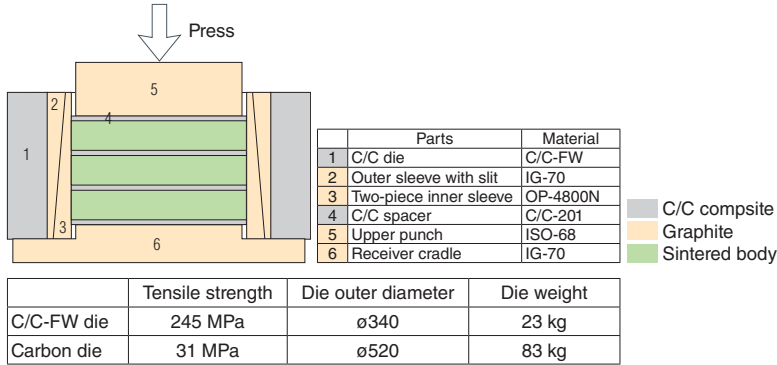 Press
5
2
4
1
3
6
Parts Material
1 C/C die C/C-FW
2 Outer sleeve with slit IG-70
3 Two-piece inner sleeve OP-4800N
4 C/C spacer C/C-201
5 Upper punch ISO-68
6 Receiver cradle IG-70
C/C compsite
Graphite
Sintered body
Tensile strength Die outer diameter Die weight
C/C-FW die 245 MPa ø340 23 kg
Carbon die 31 MPa ø520 83 kg